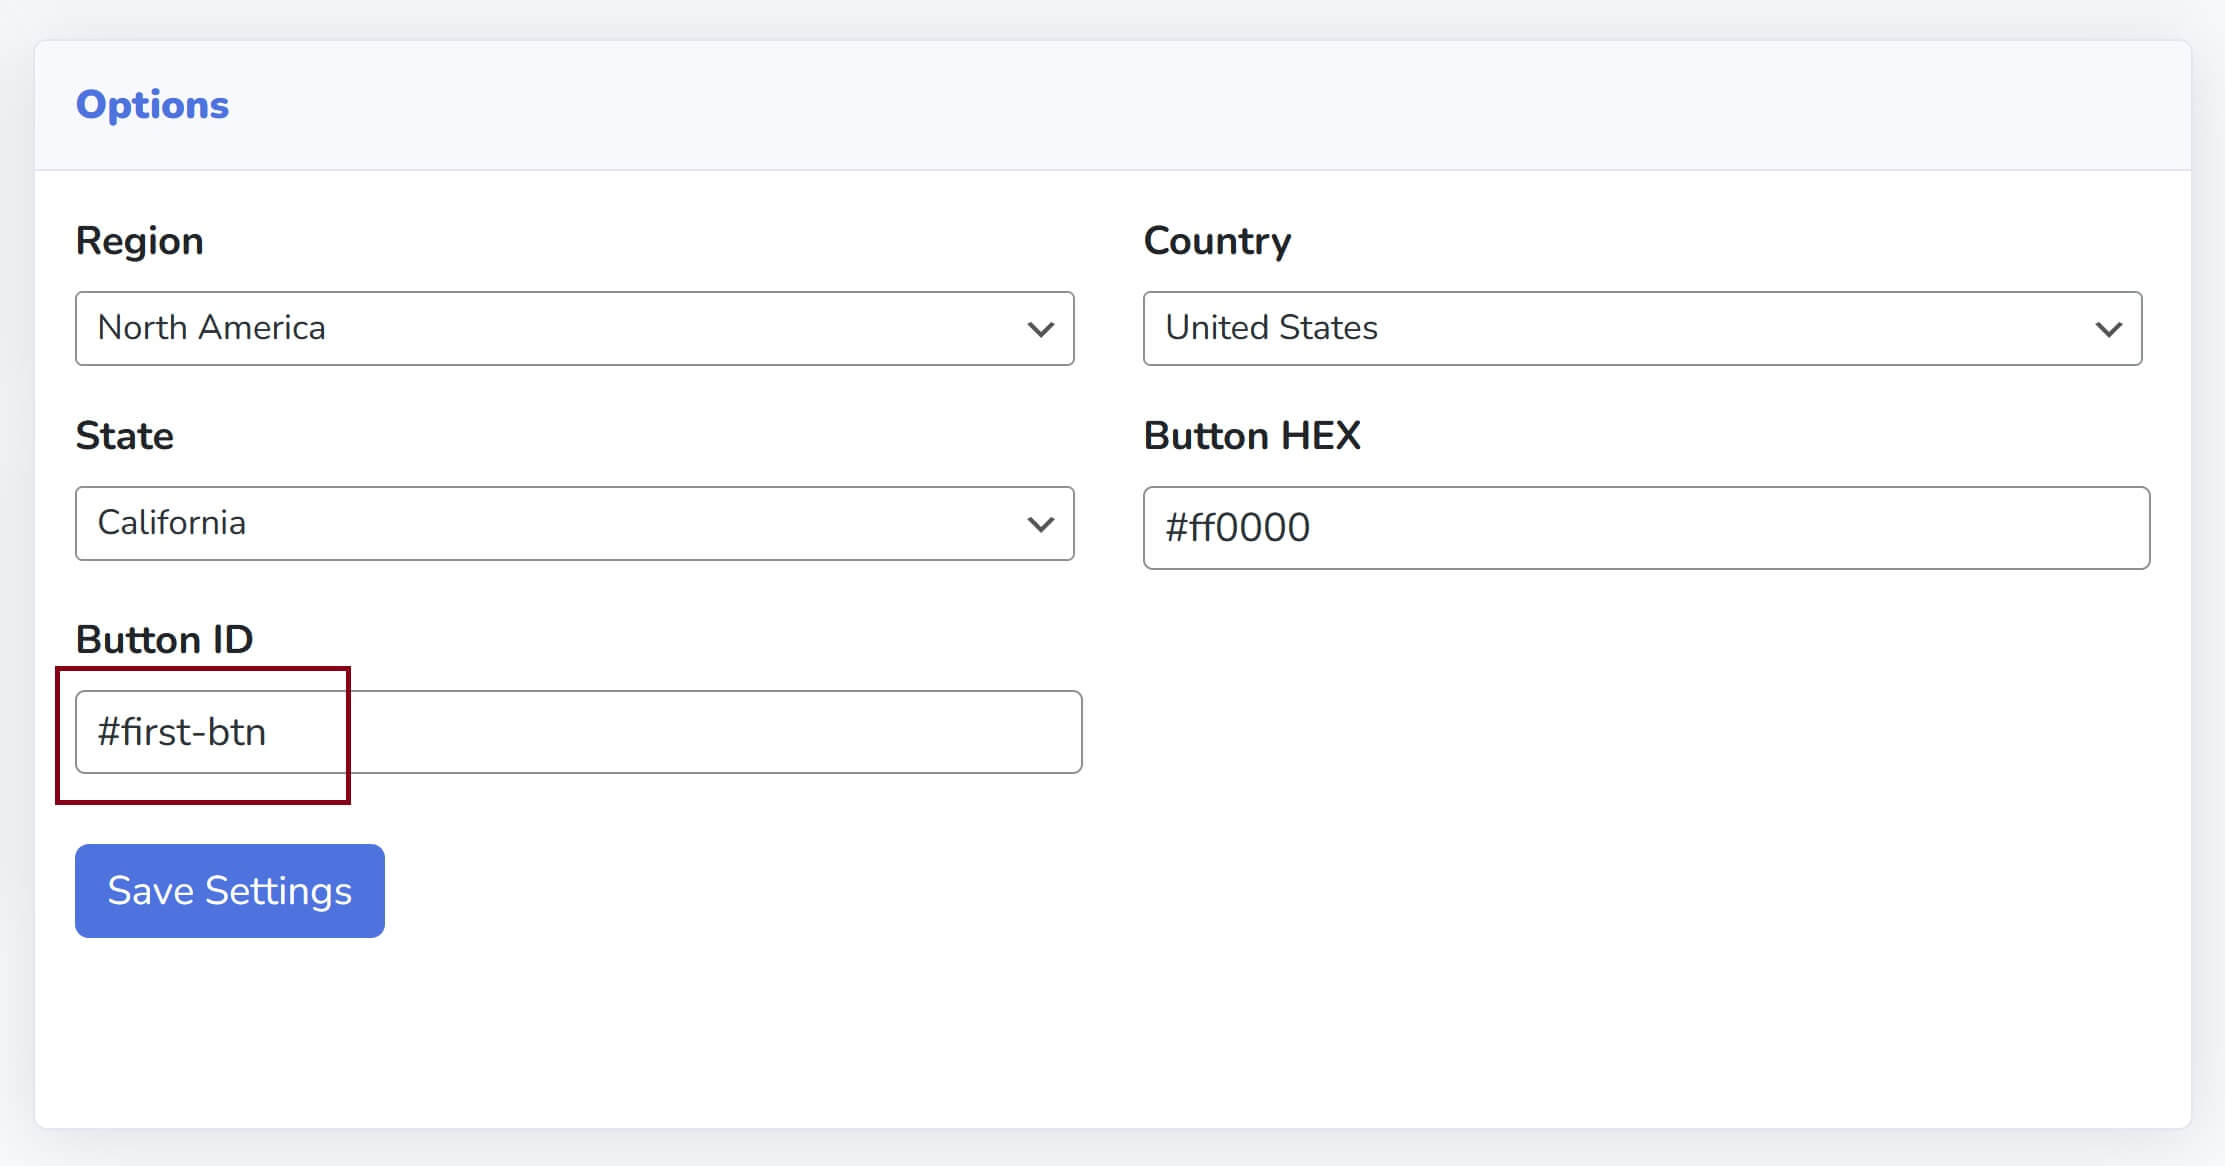 Options
Region
Country
North America
United States
State
Button HEX
California
#ff0000
Button ID
#first-btn
Save Settings